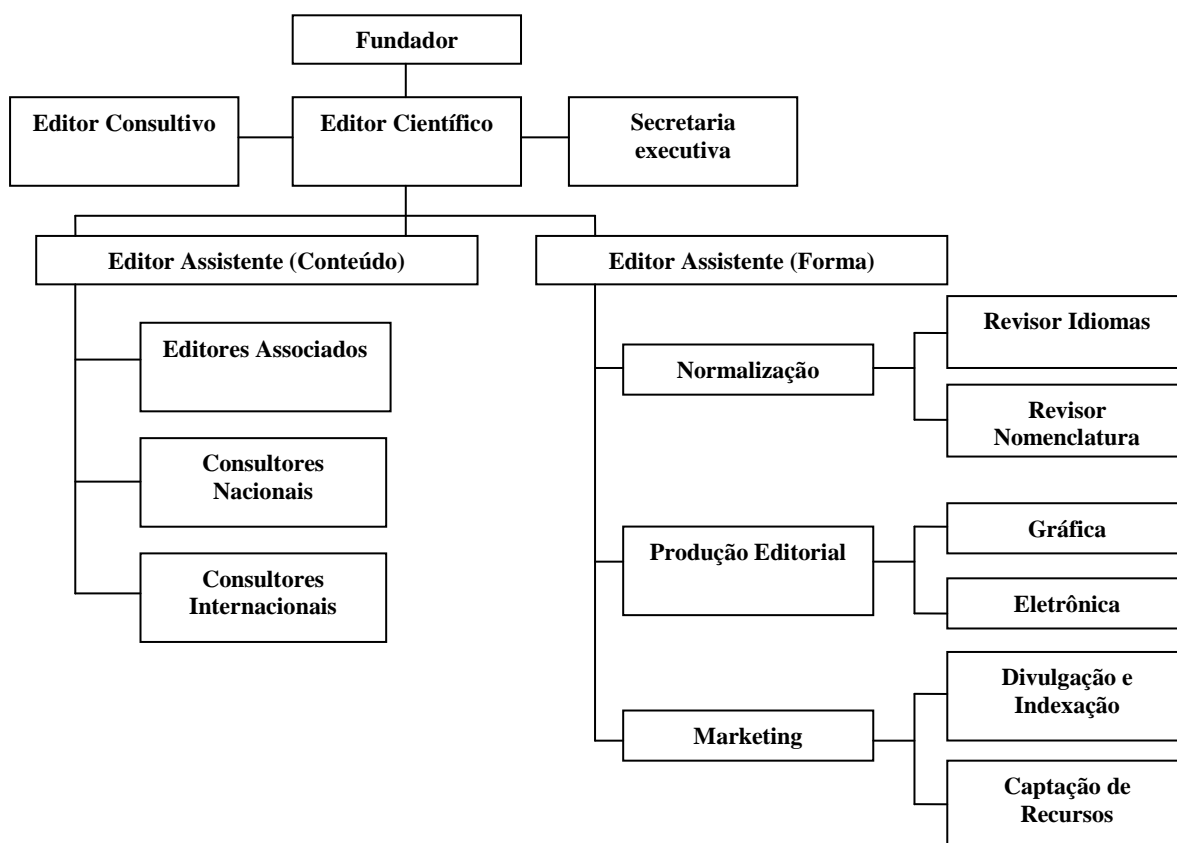 Fundador
Editor Consultivo
Editor Científico
Secretaria
executiva
Editor Assistente (Conteúdo)
Editor Assistente (Forma)
Editores Associados
Consultores
Nacionais
Consultores
Internacionais
Normalização
Revisor Idiomas
Revisor
Nomenclatura
Produção Editorial
Gráfica
Eletrônica
Marketing
Divulgação e
Indexação
Captação de
Recursos